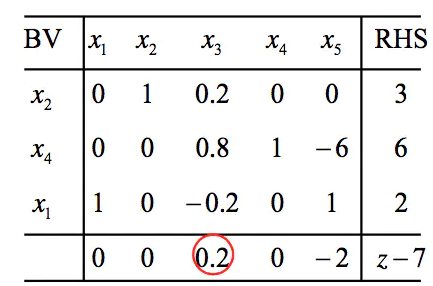 BV x₁ x₂ x₃ x₄ x₅ RHS
x₂ 0 1 0.2 0 0 3
x₄ 0 0 0.8 1 −6 6
x₁ 1 0 −0.2 0 1 2
0 0 0.2 0 −2 z−7